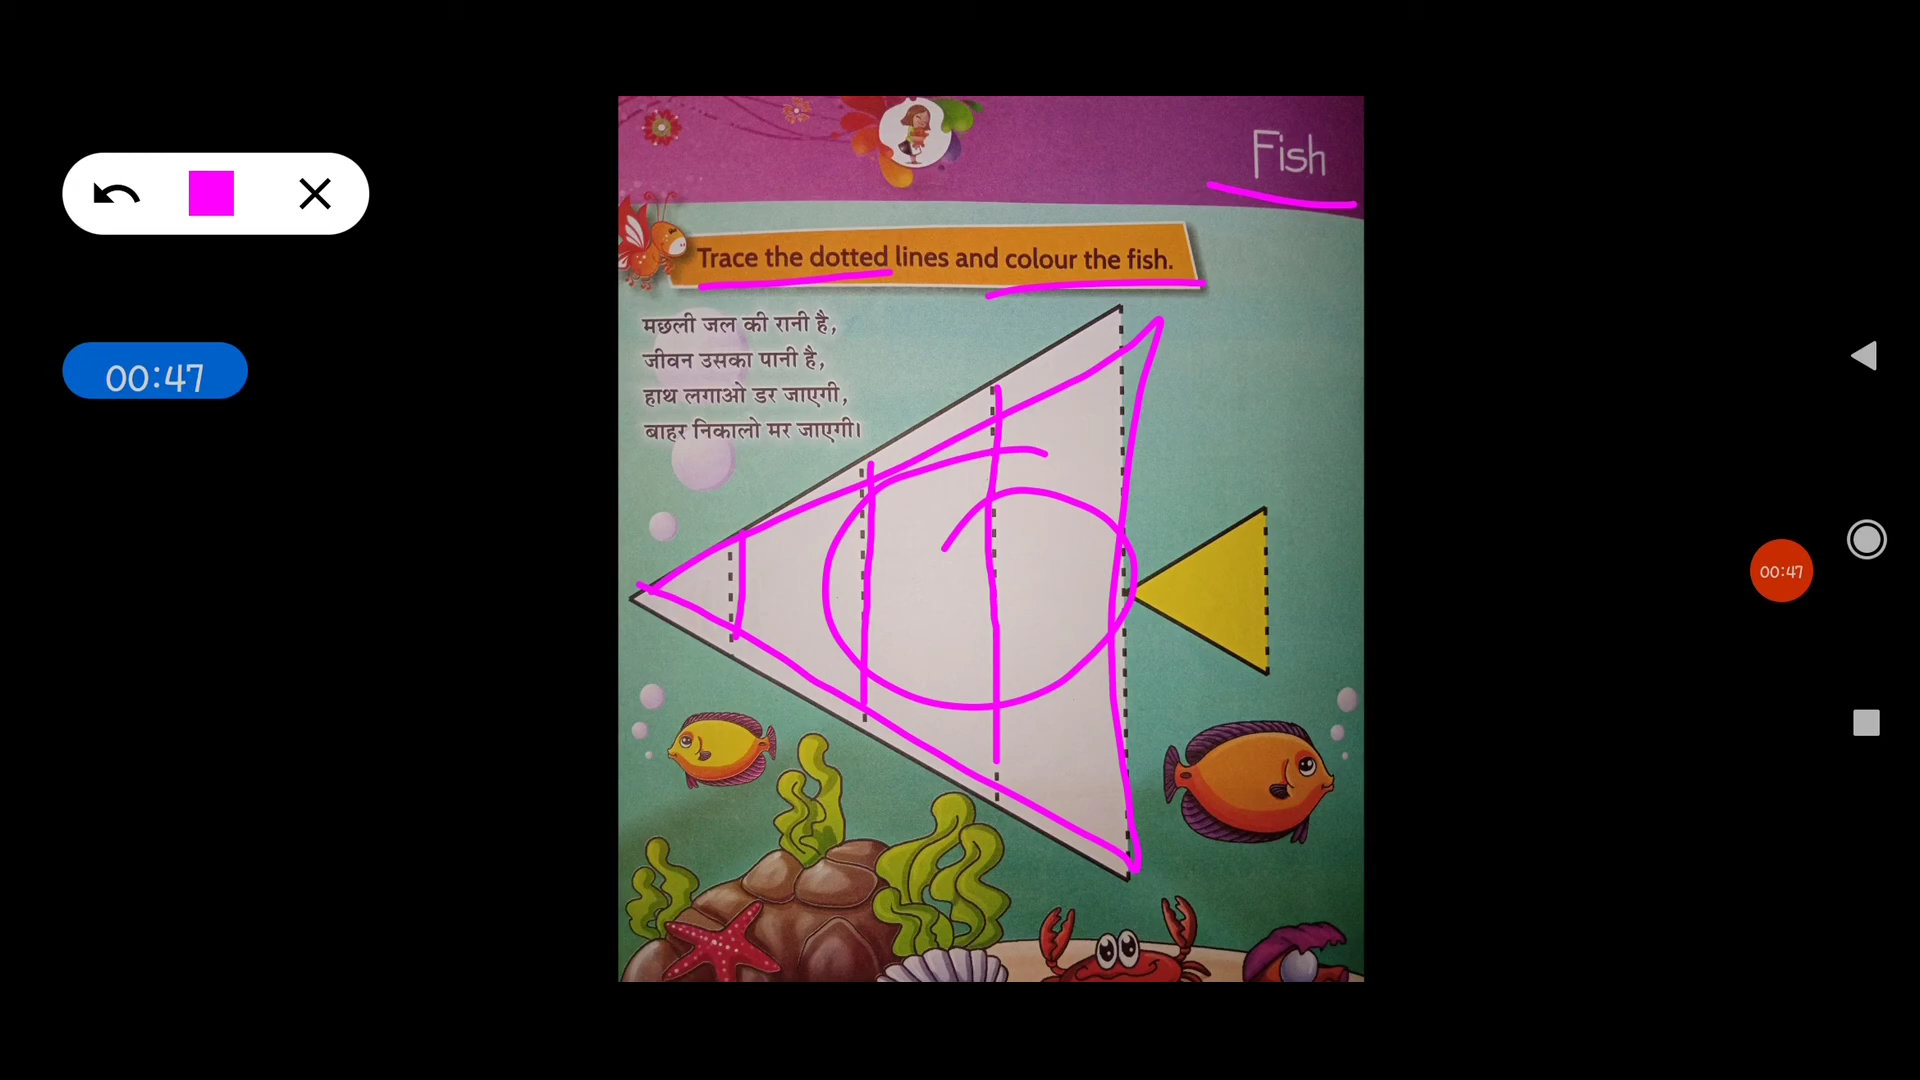 Fish
Trace the dotted lines and colour the fish.
मछली जल की रानी है,
जीवन उसका पानी है,
हाथ लगाओ डर जाएगी,
बाहर निकालो मर जाएगी।
00:47
00:47